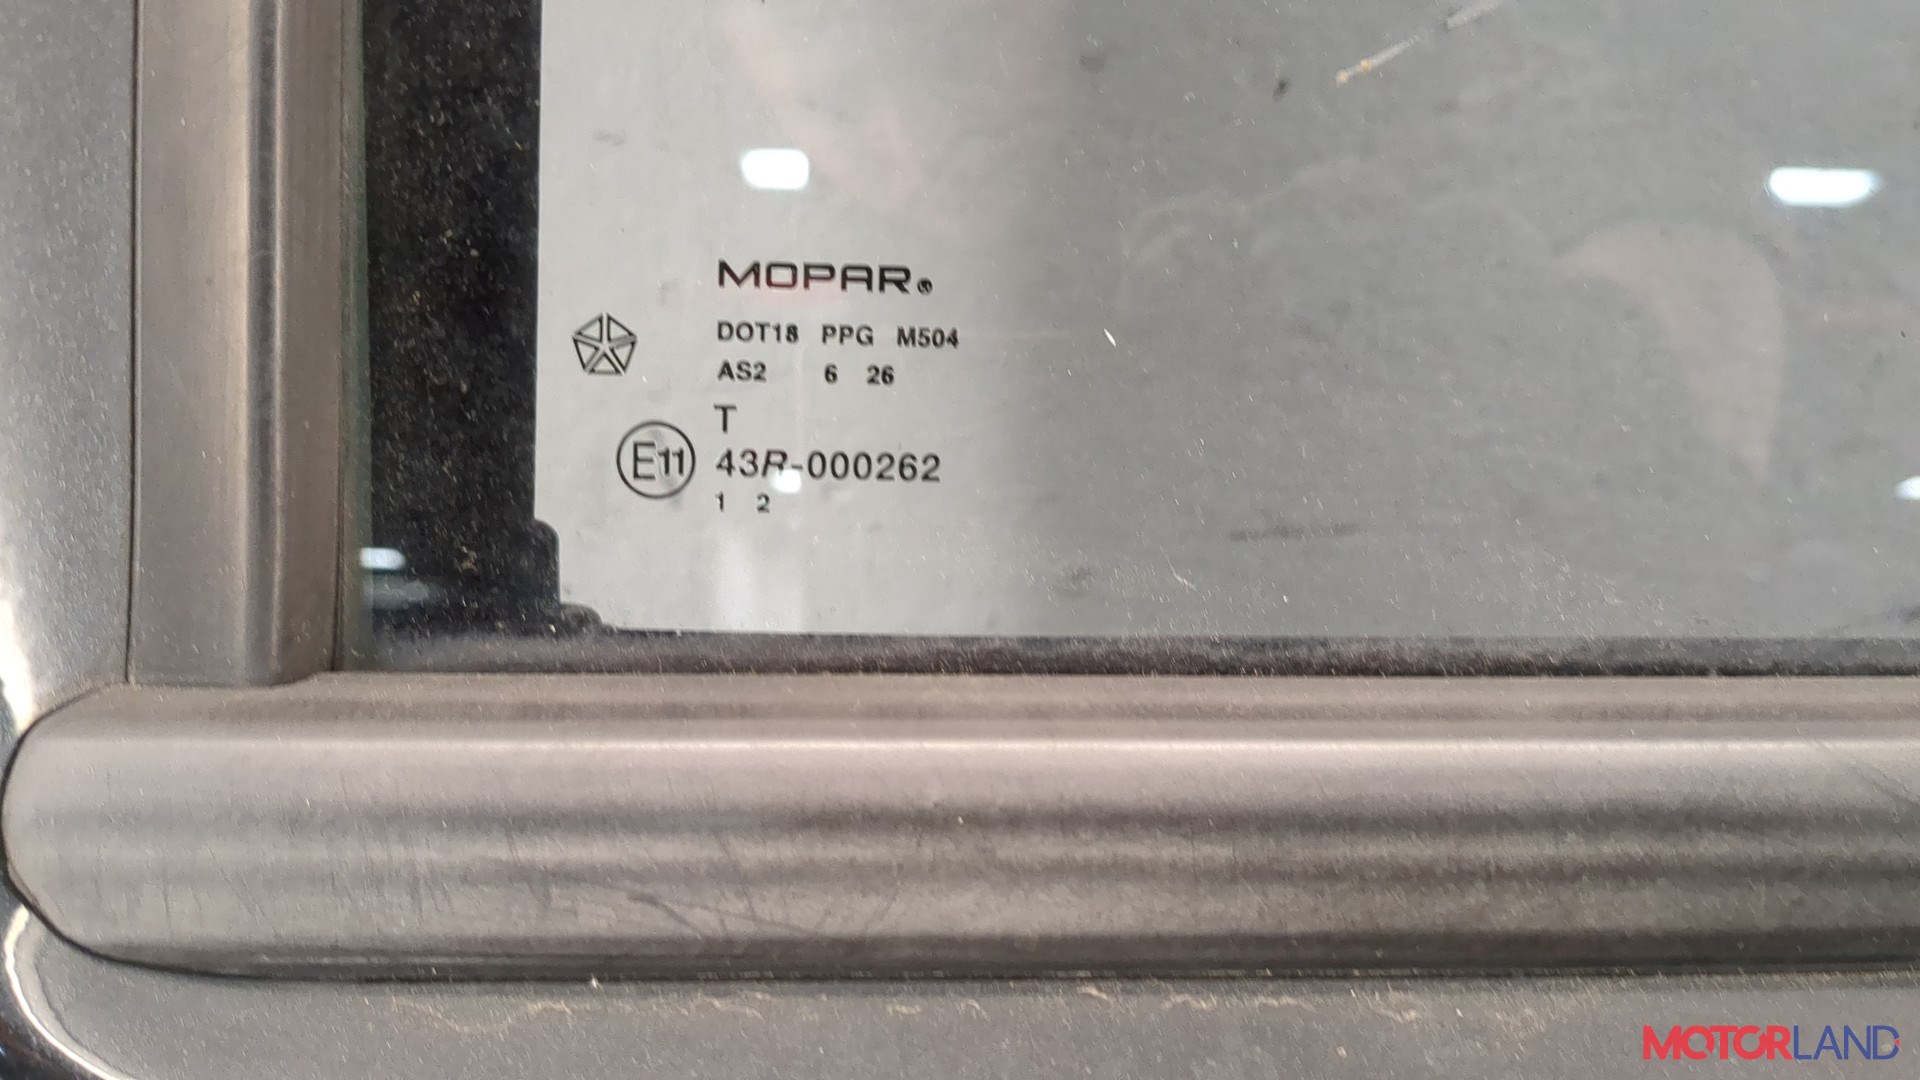 MOPAR®
DOT18 PPG M504
AS2 6 26
T
E11 43R-000262
1 2
MOTORLAND